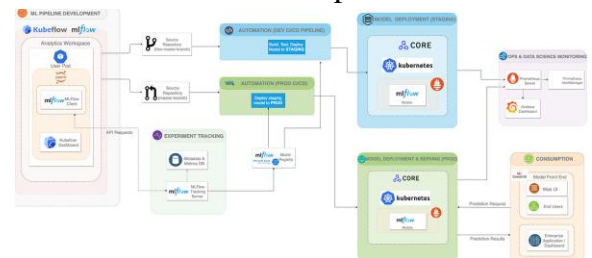 ML PIPELINE DEVELOPMENT
Kubeflow mlflow
Analytics Workspace
User Pod
mlflow MLFlow
Client
Kubeflow
Dashboard
API Requests
Source
Repository
Source
Repository
AUTOMATION (DEV CI/CD PIPELINE)
Build, Test, Deploy
Model to STAGING
AUTOMATION (PROD CI/CD)
Deploy staging
model to PROD
EXPERIMENT TRACKING
Metadata &
Metrics DB
mlflow MLFlow
Tracking
Server
mlflow Model
Registry
MODEL DEPLOYMENT (STAGING)
CORE
kubernetes
mlflow
Models
MODEL DEPLOYMENT & SERVING (PROD)
CORE
kubernetes
mlflow
OPS & DATA SCIENCE MONITORING
Prometheus
Server
Prometheus
AlertManager
Grafana
Dashboard
Prediction Request
Prediction Results
CONSUMPTION
Model Front End
Web UI
End Users
Enterprise
Application /
Dashboard